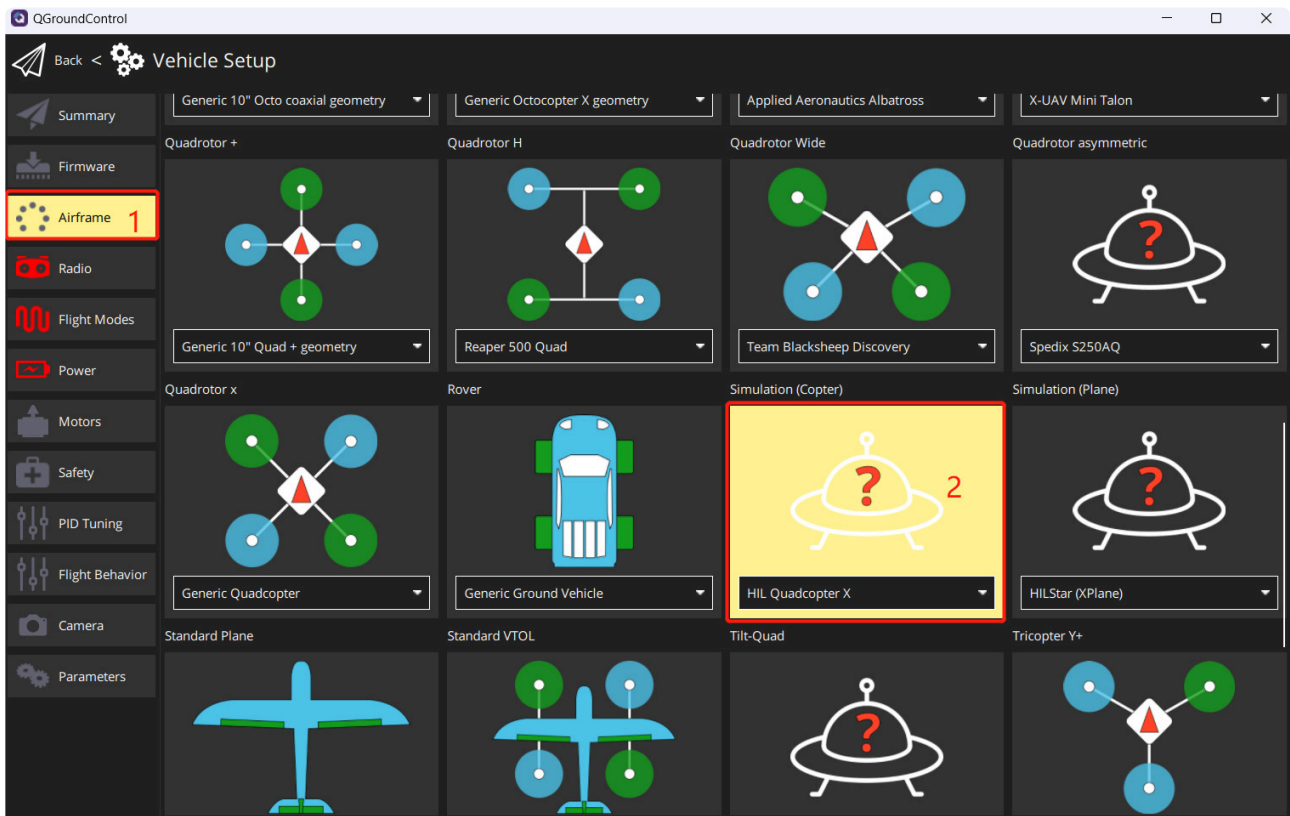 QGroundControl
Back < Vehicle Setup
Summary
Firmware
Airframe 1
Radio
Flight Modes
Power
Motors
Safety
PID Tuning
Flight Behavior
Camera
Parameters
Generic 10" Octo coaxial geometry
Generic Octocopter X geometry
Applied Aeronautics Albatross
X-UAV Mini Talon
Quadrotor +
Quadrotor H
Quadrotor Wide
Quadrotor asymmetric
?
Generic 10" Quad + geometry
Reaper 500 Quad
Team Blacksheep Discovery
Spedix S250AQ
Quadrotor x
Rover
Simulation (Copter)
Simulation (Plane)
? 2
?
Generic Quadcopter
Generic Ground Vehicle
HIL Quadcopter X
HILStar (XPlane)
Standard Plane
Standard VTOL
Tilt-Quad
Tricopter Y+
?